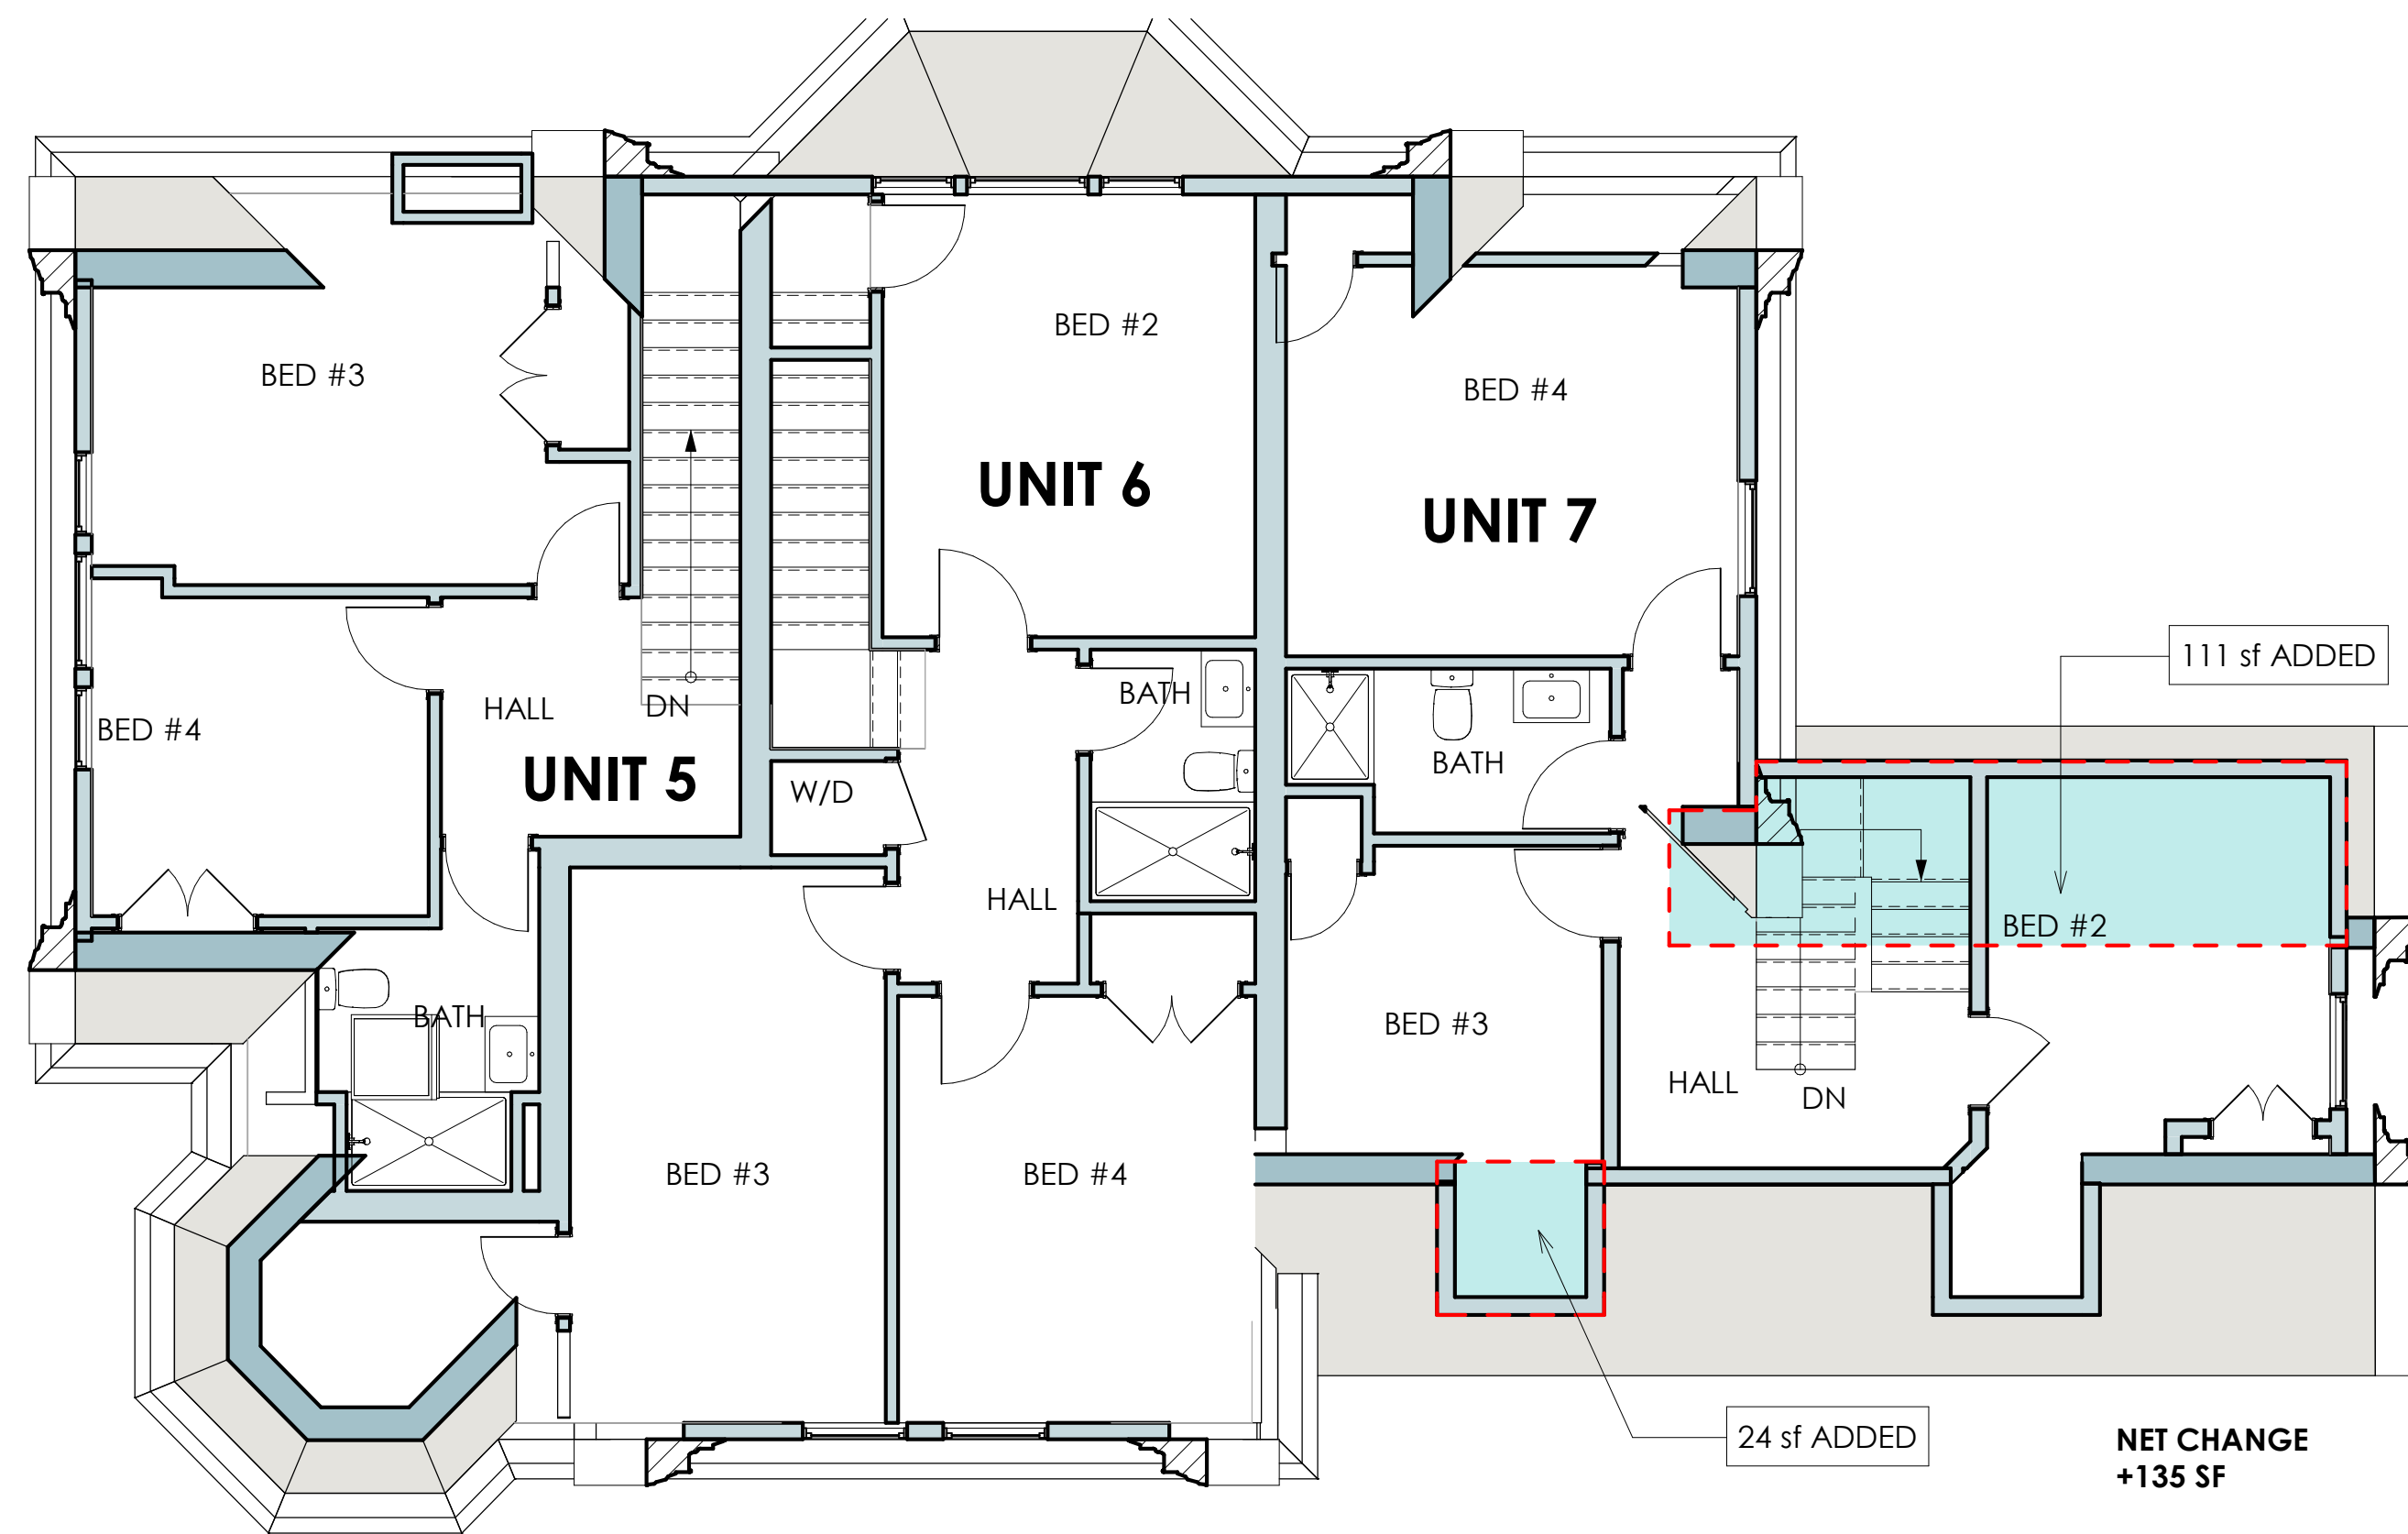 BED #2
BED #3
BED #4
UNIT 6
UNIT 7
111 sf ADDED
BATH
HALL
DN
BED #4
BATH
UNIT 5
W/D
HALL
BED #2
BATH
BED #3
HALL
DN
BED #3
BED #4
24 sf ADDED
NET CHANGE
+135 SF